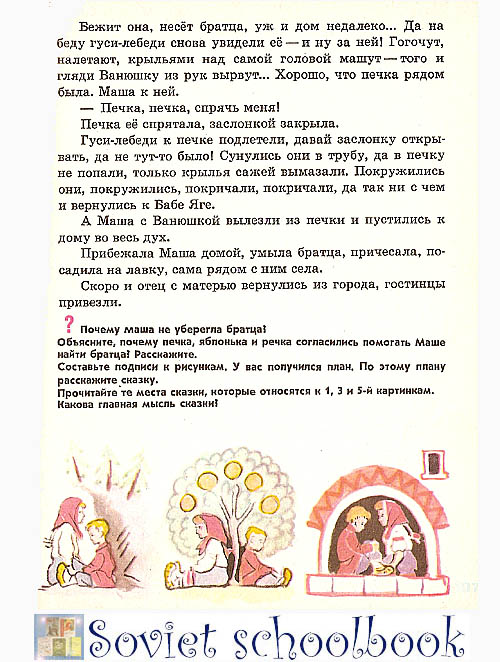 Бежит она, несёт братца, уж и дом недалеко... Да на
беду гуси-лебеди снова увидели её — и ну за ней! Гогочут,
налетают, крыльями над самой головой машут — того и
гляди Ванюшку из рук вырвут... Хорошо, что печка рядом
была. Маша к ней.
— Печка, печка, спрячь меня!
Печка её спрятала, заслонкой закрыла.
Гуси-лебеди к печке подлетели, давай заслонку откры-
вать, да не тут-то было! Сунулись они в трубу, да в печку
не попали, только крылья сажей вымазали. Покружились
они, покружились, покричали, покричали, да так ни с чем
и вернулись к Бабе Яге.
А Маша с Ванюшкой вылезли из печки и пустились к
дому во весь дух.
Прибежала Маша домой, умыла братца, причесала, по-
садила на лавку, сама рядом с ним села.
Скоро и отец с матерью вернулись из города, гостинцы
привезли.
? Почему Маша не уберегла братца?
Объясните, почему печка, яблонька и речка согласились помогать Маше
найти братца? Расскажите.
Составьте подписи к рисункам. У вас получился план. По этому плану
расскажите сказку.
Прочитайте те места сказки, которые относятся к 1, 3 и 5-й картинкам.
Какова главная мысль сказки?
Soviet schoolbook